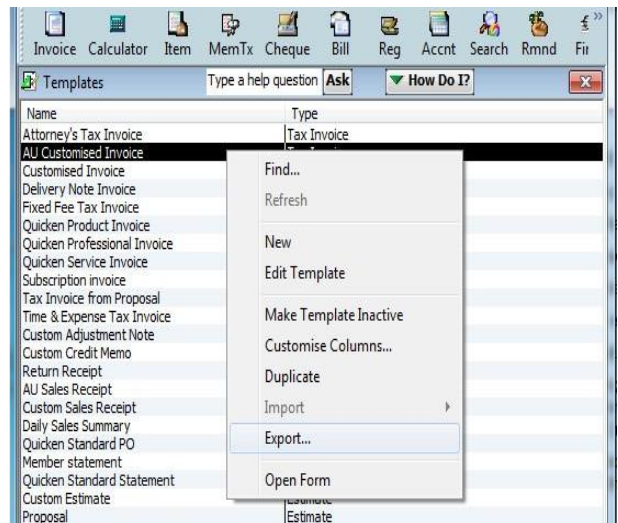 Invoice Calculator Item MemTx Cheque Bill Reg Accnt Search Rmnd
Templates Type a help question Ask How Do I?
Name Type
Attorney's Tax Invoice Tax Invoice
AU Customised Invoice
Customised Invoice
Delivery Note Invoice
Fixed Fee Tax Invoice
Quicken Product Invoice
Quicken Professional Invoice
Quicken Service Invoice
Subscription invoice
Tax Invoice from Proposal
Time & Expense Tax Invoice
Custom Adjustment Note
Custom Credit Memo
Return Receipt
AU Sales Receipt
Custom Sales Receipt
Daily Sales Summary
Quicken Standard PO
Member statement
Quicken Standard Statement
Custom Estimate
Proposal Estimate
Find...
Refresh
New
Edit Template
Make Template Inactive
Customise Columns...
Duplicate
Import
Export...
Open Form